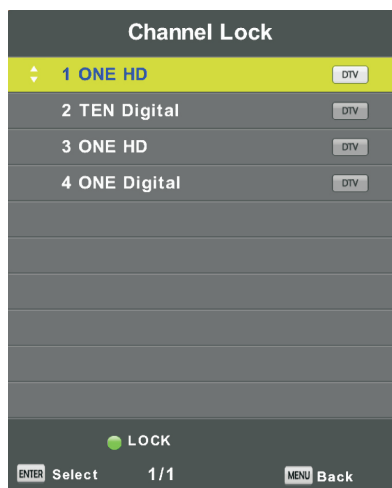 Channel Lock
1 ONE HD DTV
2 TEN Digital DTV
3 ONE HD DTV
4 ONE Digital DTV
LOCK
ENTER Select 1/1 MENU Back